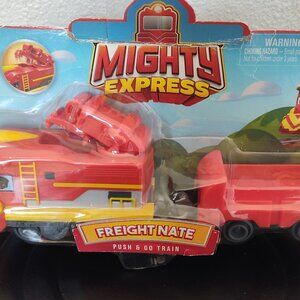 WARNING
CHOKING HAZARD
MIGHTY
EXPRESS
FREIGHT NATE
PUSH & GO TRAIN